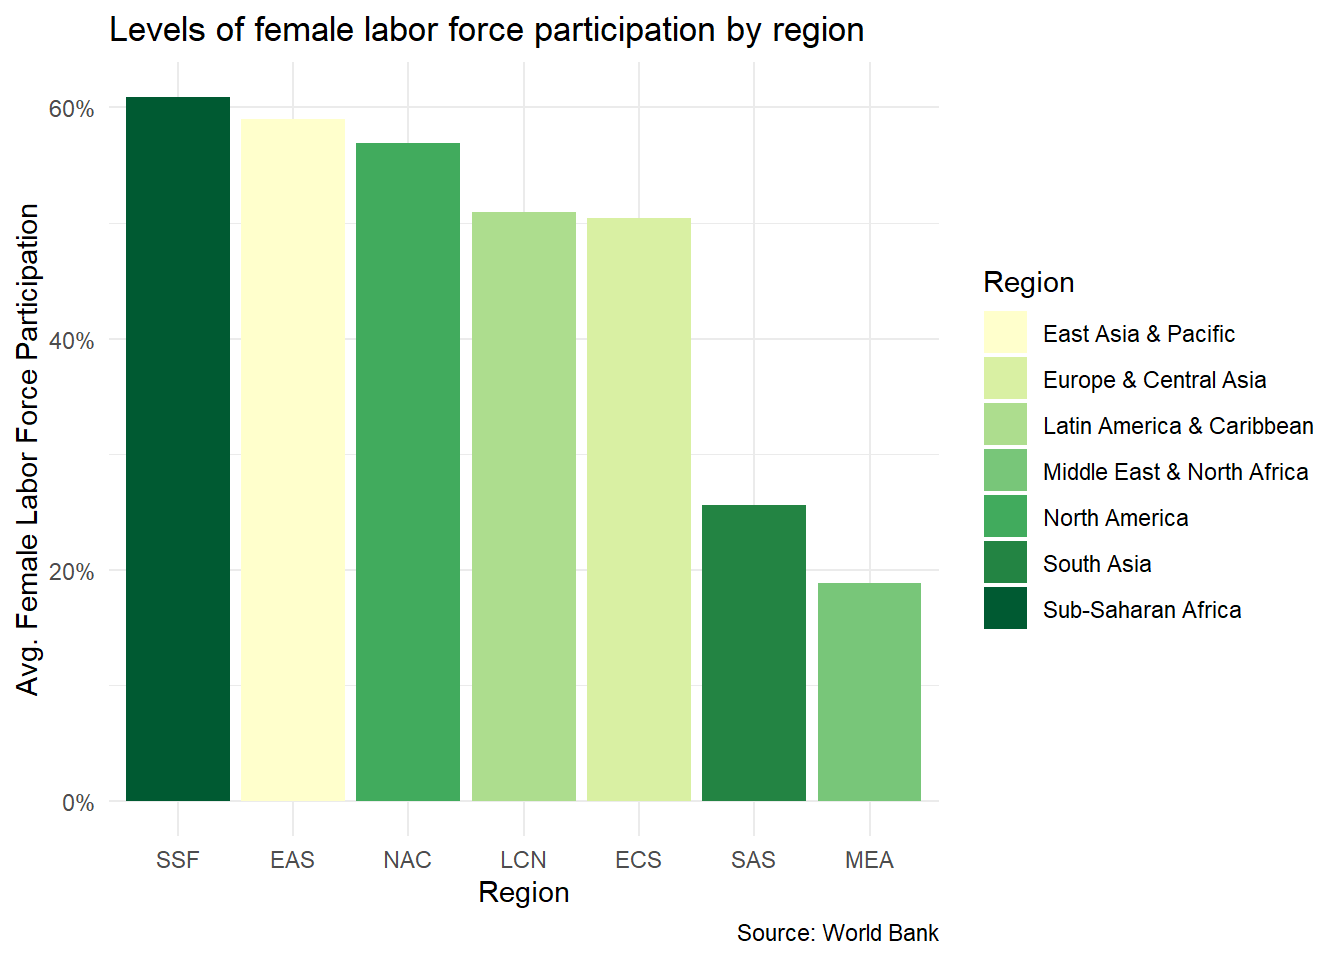 Levels of female labor force participation by region
Avg. Female Labor Force Participation
60%
40%
20%
0%
SSF
EAS
NAC
LCN
ECS
SAS
MEA
Region
Region
East Asia & Pacific
Europe & Central Asia
Latin America & Caribbean
Middle East & North Africa
North America
South Asia
Sub-Saharan Africa
Source: World Bank